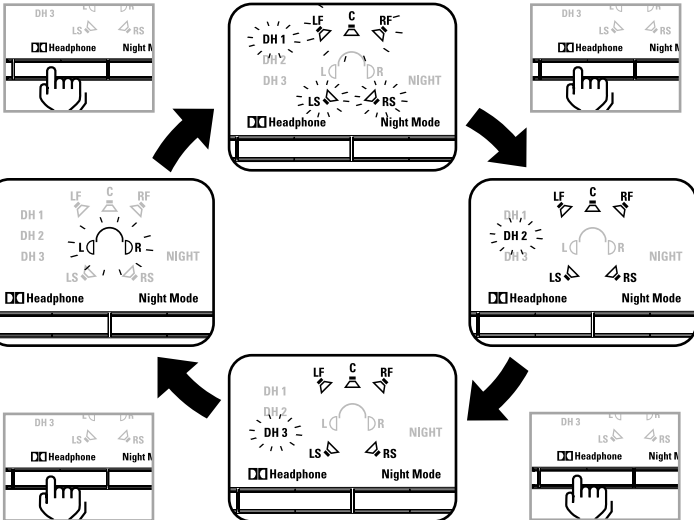 DH 3
LS RS
Headphone Night M
LF C RF
DH 1
DH 2
L R
DH 3 NIGHT
LS RS
Headphone Night Mode
DH 3
LS RS
Headphone Night M
LF C RF
DH 1
DH 2
L R
DH 3 NIGHT
LS RS
Headphone Night Mode
LF C RF
DH 1
DH 2
L R
DH 3 NIGHT
LS RS
Headphone Night Mode
LF C RF
DH 1
DH 2
L R
DH 3 NIGHT
LS RS
Headphone Night Mode
DH 3
LS RS
Headphone Night M
DH 3
LS RS
Headphone Night M